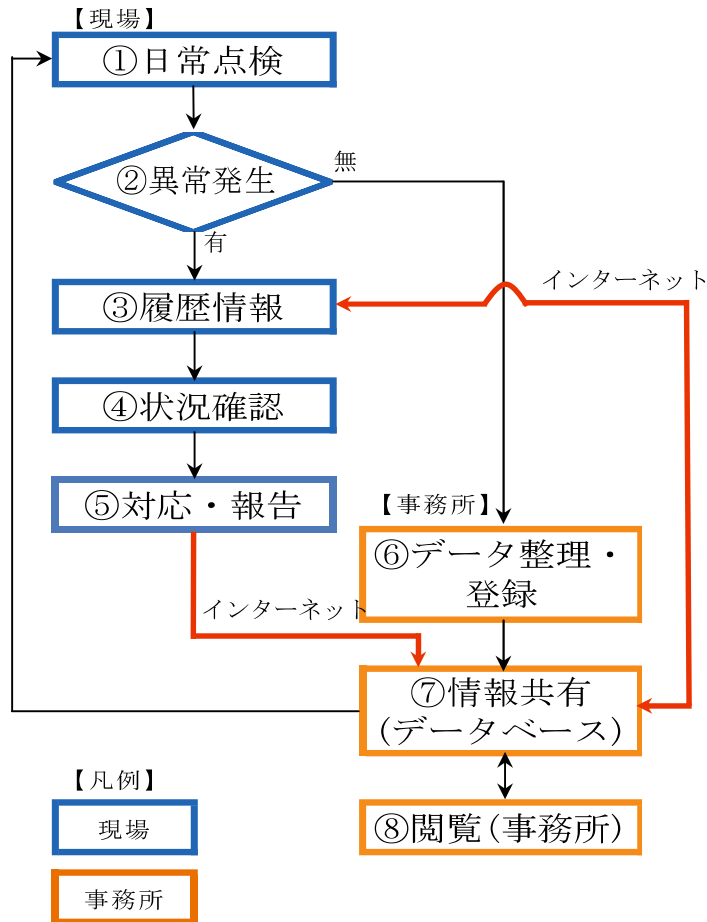 【現場】
①日常点検
②異常発生
無
有
インターネット
③履歴情報
④状況確認
⑤対応・報告
【事務所】
⑥データ整理・
登録
インターネット
⑦情報共有
(データベース)
⑧閲覧(事務所)
【凡例】
現場
事務所